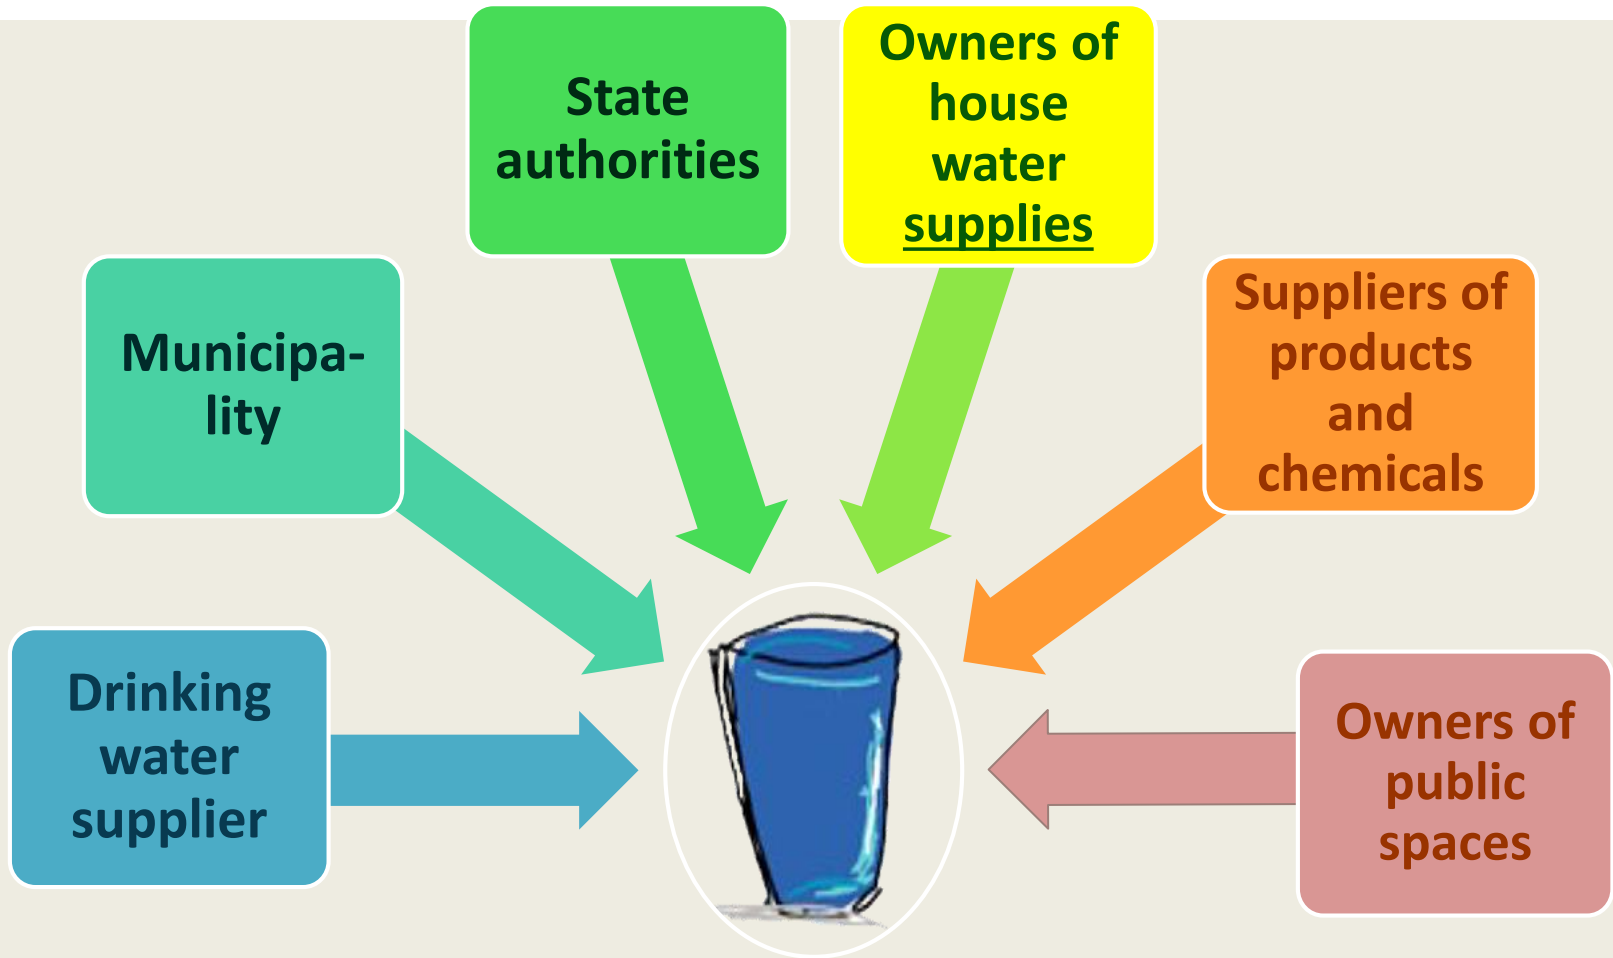 State
authorities
Owners of
house
water
supplies
Municipa-
lity
Suppliers of
products
and
chemicals
Drinking
water
supplier
Owners of
public
spaces